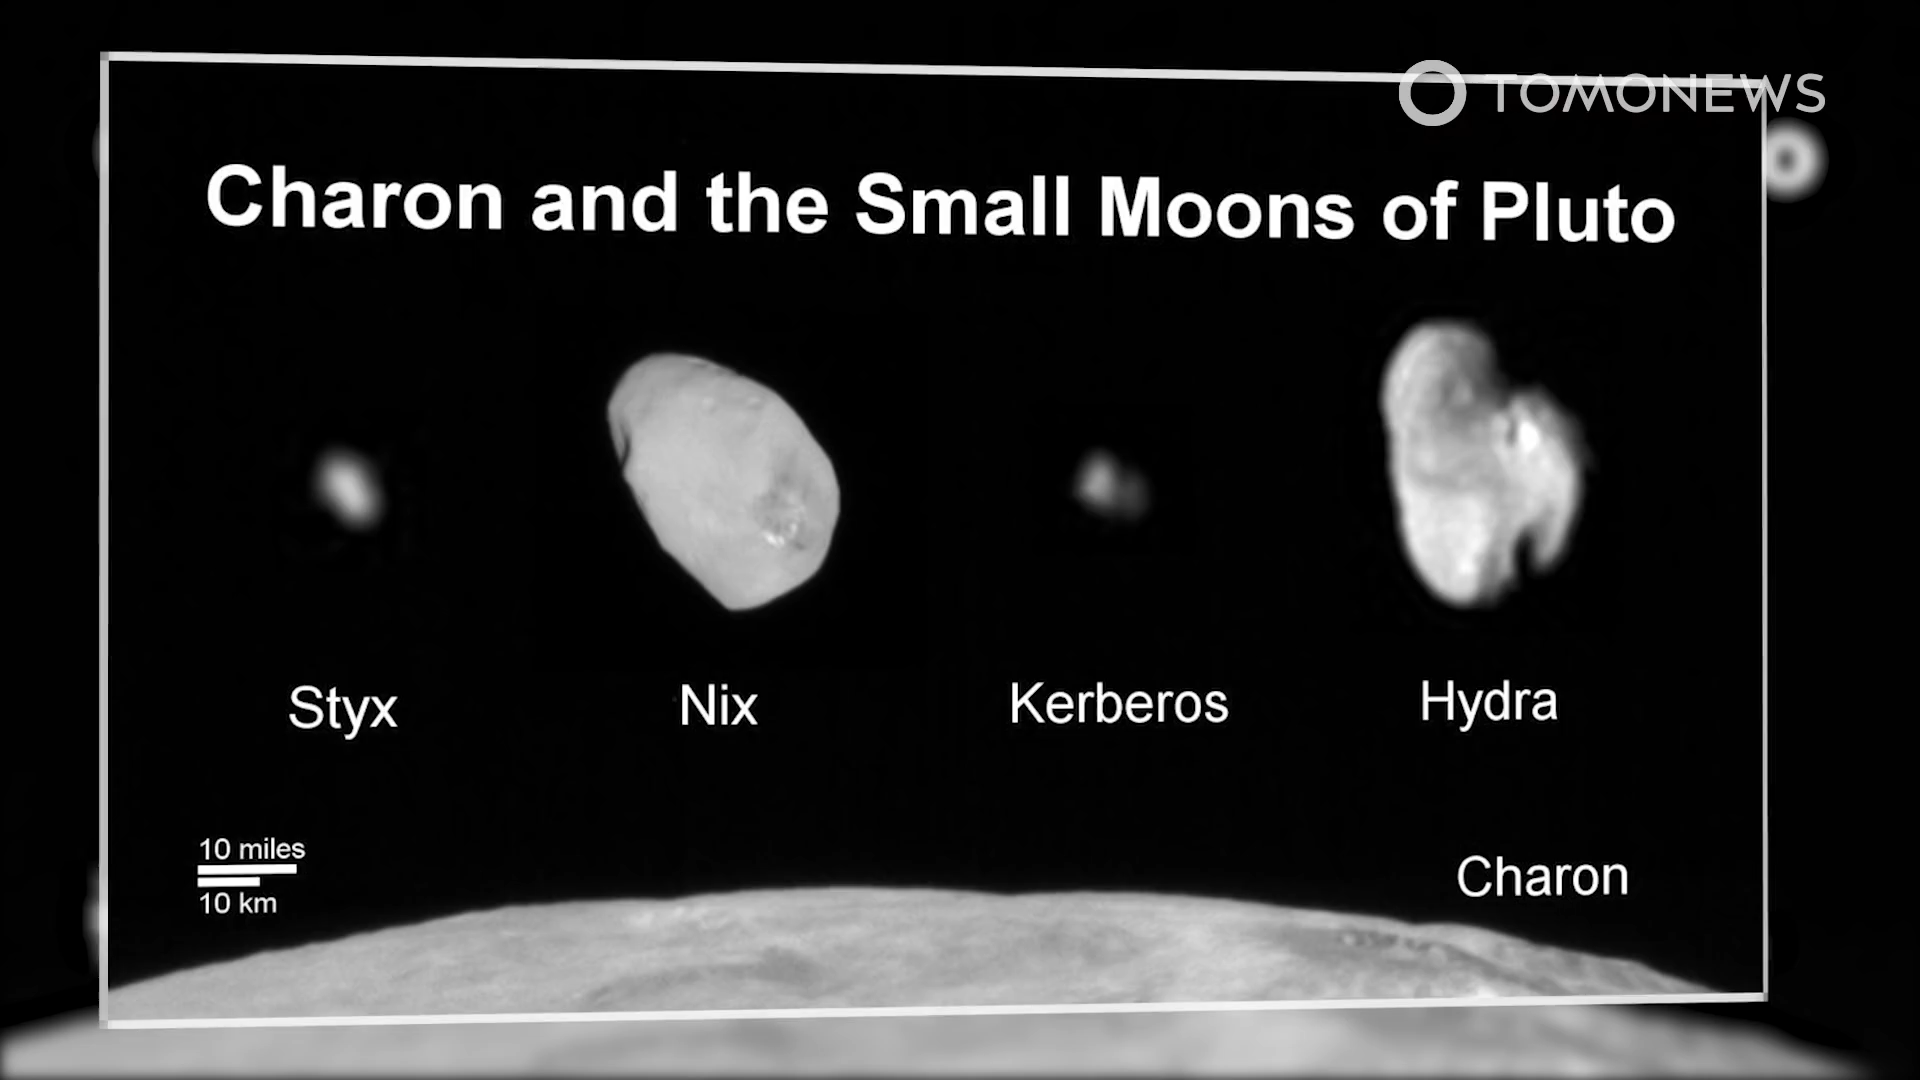 TOMONEWS
Charon and the Small Moons of Pluto
Styx
Nix
Kerberos
Hydra
10 miles
10 km
Charon